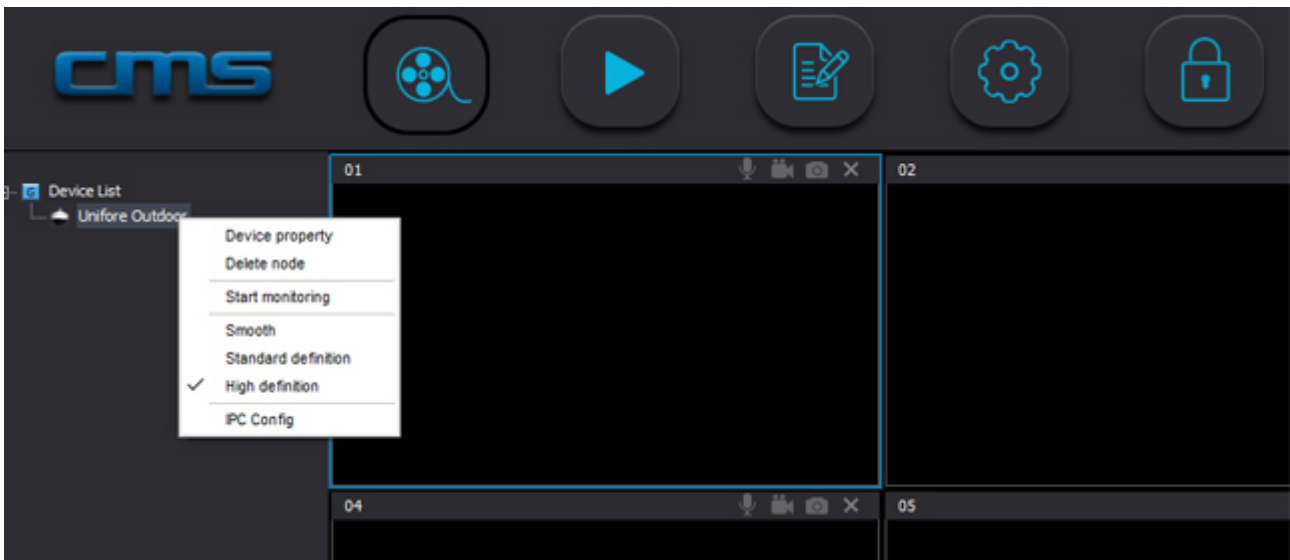 cms
01
02
Device List
Unifore Outdoor
Device property
Delete node
Start monitoring
Smooth
Standard definition
High definition
IPC Config
04
05